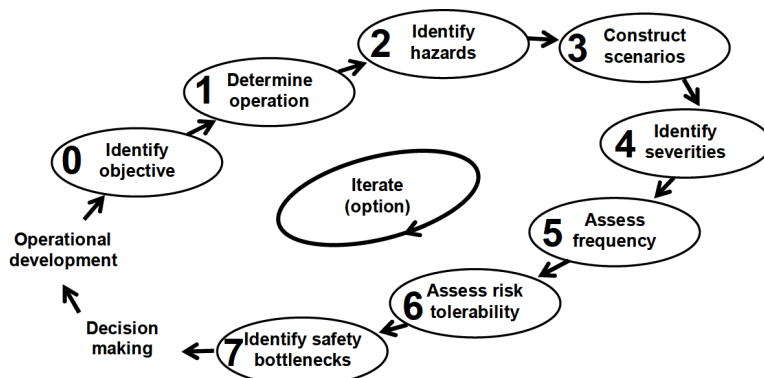 0 Identify
objective
1 Determine
operation
2 Identify
hazards
3 Construct
scenarios
4 Identify
severities
5 Assess
frequency
6 Assess risk
tolerability
7 Identify safety
bottlenecks
Decision
making
Operational
development
Iterate
(option)